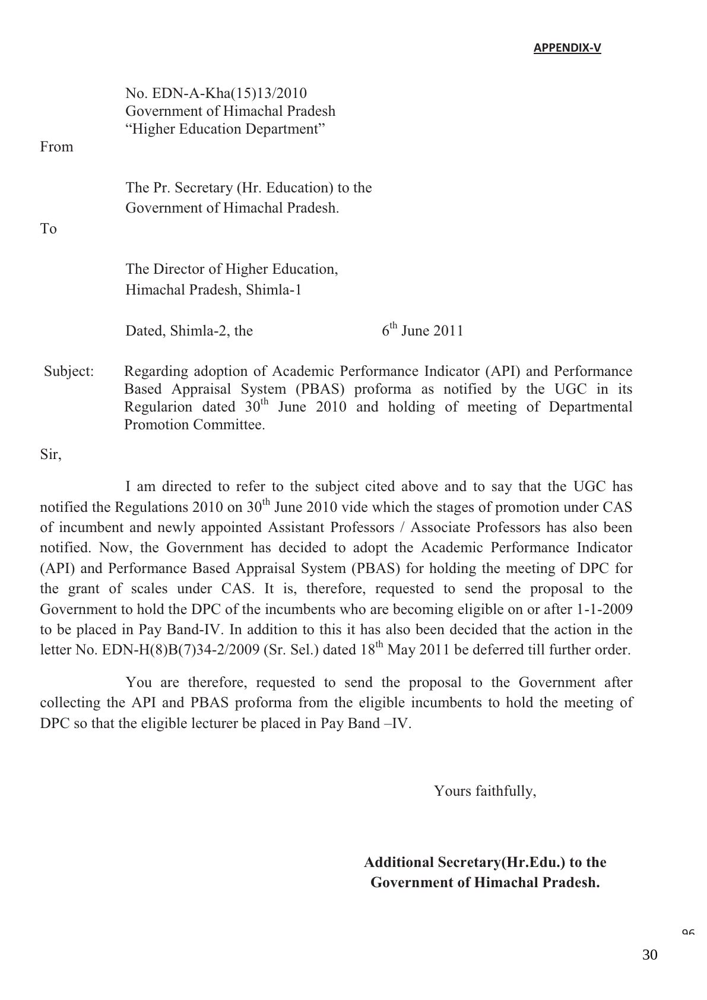 APPENDIX-V
No. EDN-A-Kha(15)13/2010
Government of Himachal Pradesh
“Higher Education Department”
From
The Pr. Secretary (Hr. Education) to the
Government of Himachal Pradesh.
To
The Director of Higher Education,
Himachal Pradesh, Shimla-1
Dated, Shimla-2, the 6th June 2011
Subject: Regarding adoption of Academic Performance Indicator (API) and Performance
Based Appraisal System (PBAS) proforma as notified by the UGC in its
Regularion dated 30th June 2010 and holding of meeting of Departmental
Promotion Committee.
Sir,
I am directed to refer to the subject cited above and to say that the UGC has
notified the Regulations 2010 on 30th June 2010 vide which the stages of promotion under CAS
of incumbent and newly appointed Assistant Professors / Associate Professors has also been
notified. Now, the Government has decided to adopt the Academic Performance Indicator
(API) and Performance Based Appraisal System (PBAS) for holding the meeting of DPC for
the grant of scales under CAS. It is, therefore, requested to send the proposal to the
Government to hold the DPC of the incumbents who are becoming eligible on or after 1-1-2009
to be placed in Pay Band-IV. In addition to this it has also been decided that the action in the
letter No. EDN-H(8)B(7)34-2/2009 (Sr. Sel.) dated 18th May 2011 be deferred till further order.
You are therefore, requested to send the proposal to the Government after
collecting the API and PBAS proforma from the eligible incumbents to hold the meeting of
DPC so that the eligible lecturer be placed in Pay Band –IV.
Yours faithfully,
Additional Secretary(Hr.Edu.) to the
Government of Himachal Pradesh.
30